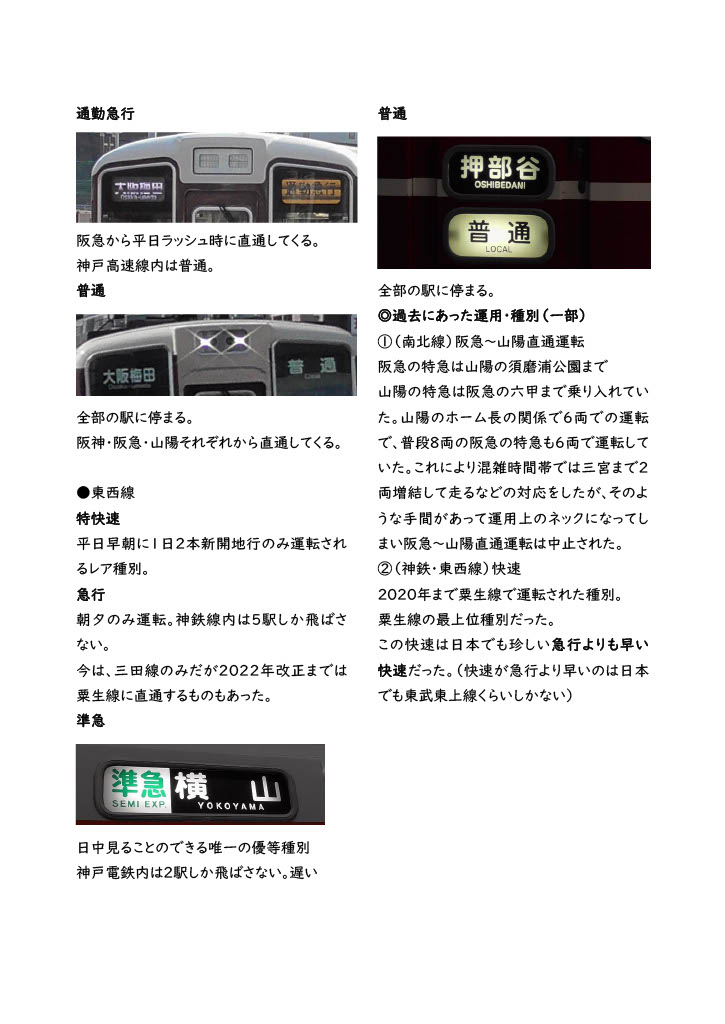 通勤急行
大阪梅田
Osaka-umeda
通勤急行
阪急から平日ラッシュ時に直通してくる。
神戸高速線内は普通。
普通
大阪梅田
Osaka-umeda
普通
全部の駅に停まる。
阪神・阪急・山陽それぞれから直通してくる。
●東西線
特快速
平日早朝に1日2本新開地行のみ運転され
るレア種別。
急行
朝夕のみ運転。神鉄線内は5駅しか飛ばさ
ない。
今は、三田線のみだが2022年改正までは
粟生線に直通するものもあった。
準急
準急 横山
SEMI EXP. YOKOYAMA
日中見ることのできる唯一の優等種別
神戸電鉄内は2駅しか飛ばさない。遅い
普通
押部谷
OSHIBEDANI
普通
LOCAL
全部の駅に停まる。
◎過去にあった運用・種別（一部）
①（南北線）阪急～山陽直通運転
阪急の特急は山陽の須磨浦公園まで
山陽の特急は阪急の六甲まで乗り入れてい
た。山陽のホーム長の関係で6両での運転
で、普段8両の阪急の特急も6両で運転して
いた。これにより混雑時間帯では三宮まで2
両増結して走るなどの対応をしたが、そのよ
うな手間があって運用上のネックになってし
まい阪急～山陽直通運転は中止された。
②（神鉄・東西線）快速
2020年まで粟生線で運転された種別。
粟生線の最上位種別だった。
この快速は日本でも珍しい急行よりも早い
快速だった。（快速が急行より早いのは日本
でも東武東上線くらいしかない）